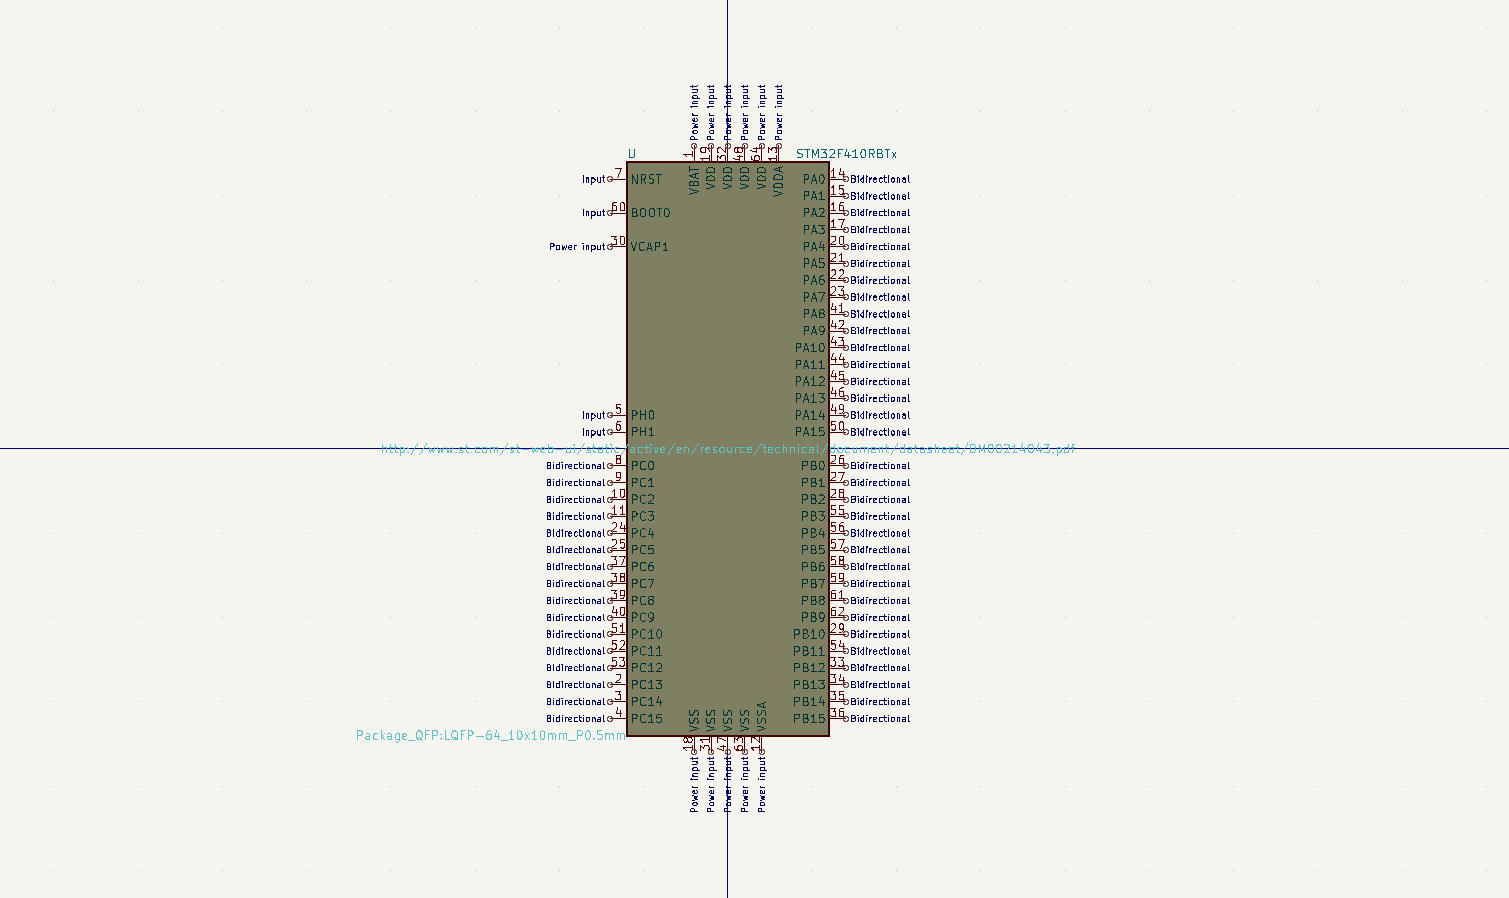 Power input Power input Power input Power input Power input Power input
1 19 32 48 64 13
U STM32F410RBTx
VBAT VDD VDD VDD VDD VDDA
Input 7 NRST PA0 14 Bidirectional
PA1 15 Bidirectional
Input 60 BOOT0 PA2 16 Bidirectional
PA3 17 Bidirectional
Power input 30 VCAP1 PA4 20 Bidirectional
PA5 21 Bidirectional
PA6 22 Bidirectional
PA7 23 Bidirectional
PA8 41 Bidirectional
PA9 42 Bidirectional
PA10 43 Bidirectional
PA11 44 Bidirectional
PA12 45 Bidirectional
PA13 46 Bidirectional
Input 5 PH0 PA14 49 Bidirectional
Input 6 PH1 PA15 50 Bidirectional
http://www.st.com/st-web-ui/static/active/en/resource/technical/document/datasheet/DM00214043.pdf
Bidirectional 8 PC0 PB0 26 Bidirectional
Bidirectional 9 PC1 PB1 27 Bidirectional
Bidirectional 10 PC2 PB2 28 Bidirectional
Bidirectional 11 PC3 PB3 55 Bidirectional
Bidirectional 24 PC4 PB4 56 Bidirectional
Bidirectional 25 PC5 PB5 57 Bidirectional
Bidirectional 37 PC6 PB6 58 Bidirectional
Bidirectional 38 PC7 PB7 59 Bidirectional
Bidirectional 39 PC8 PB8 61 Bidirectional
Bidirectional 40 PC9 PB9 62 Bidirectional
Bidirectional 51 PC10 PB10 29 Bidirectional
Bidirectional 52 PC11 PB11 54 Bidirectional
Bidirectional 53 PC12 PB12 33 Bidirectional
Bidirectional 2 PC13 PB13 34 Bidirectional
Bidirectional 3 PC14 PB14 35 Bidirectional
Bidirectional 4 PC15 PB15 36 Bidirectional
VSS VSS VSS VSS VSSA
Package_QFP:LQFP-64_10x10mm_P0.5mm
18 31 47 63 12
Power input Power input Power input Power input Power input